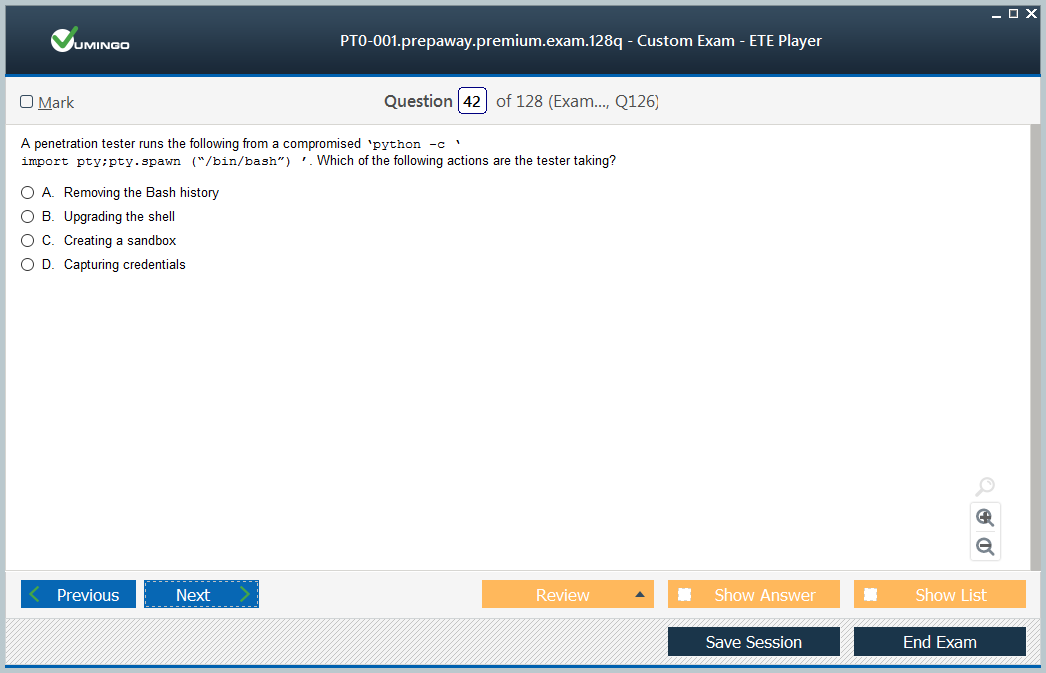 VUMINGO
PT0-001.prepaway.premium.exam.128q - Custom Exam - ETE Player
Mark
Question 42 of 128 (Exam..., Q126)
A penetration tester runs the following from a compromised ‘python -c ‘
import pty;pty.spawn (“/bin/bash”) ’. Which of the following actions are the tester taking?
A. Removing the Bash history
B. Upgrading the shell
C. Creating a sandbox
D. Capturing credentials
Previous Next Review Show Answer Show List
Save Session End Exam